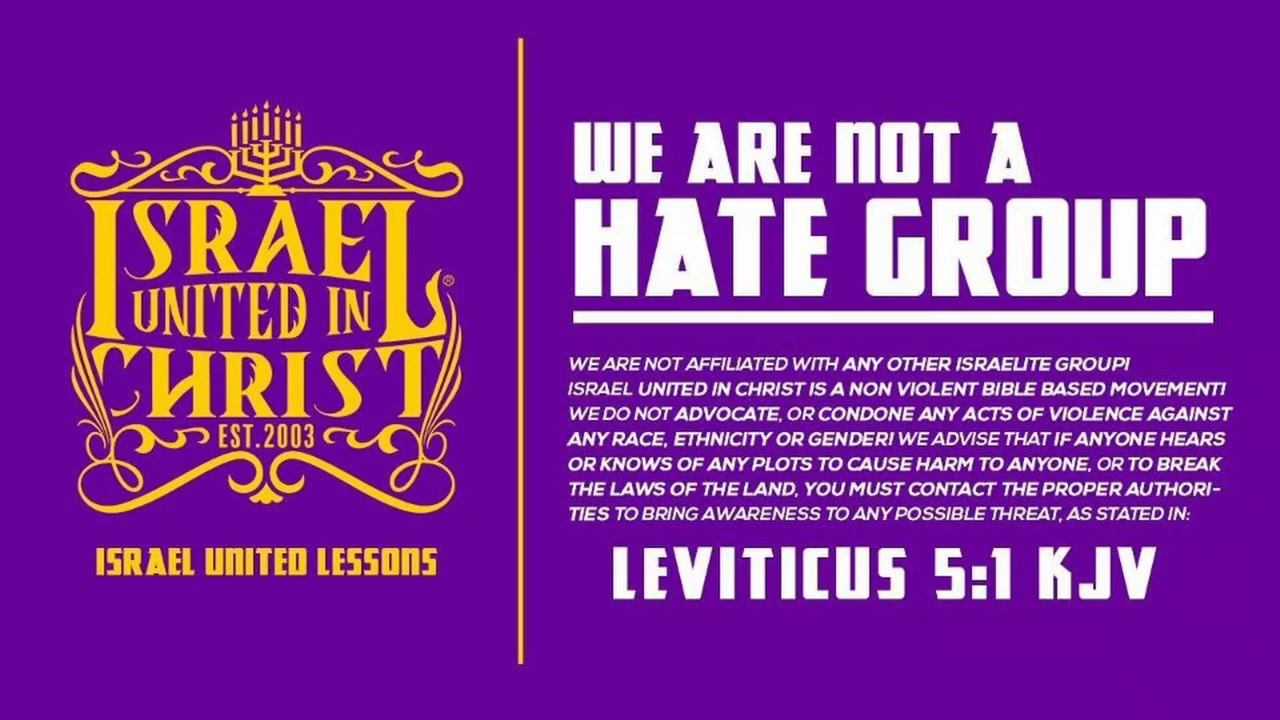 ISRAEL
UNITED IN
CHRIST
EST.2003
ISRAEL UNITED LESSONS
WE ARE NOT A
HATE GROUP
WE ARE NOT AFFILIATED WITH ANY OTHER ISRAELITE GROUP!
ISRAEL UNITED IN CHRIST IS A NON VIOLENT BIBLE BASED MOVEMENT!
WE DO NOT ADVOCATE, OR CONDONE ANY ACTS OF VIOLENCE AGAINST
ANY RACE, ETHNICITY OR GENDER! WE ADVISE THAT IF ANYONE HEARS
OR KNOWS OF ANY PLOTS TO CAUSE HARM TO ANYONE, OR TO BREAK
THE LAWS OF THE LAND, YOU MUST CONTACT THE PROPER AUTHORI-
TIES TO BRING AWARENESS TO ANY POSSIBLE THREAT, AS STATED IN:
LEVITICUS 5:1 KJV